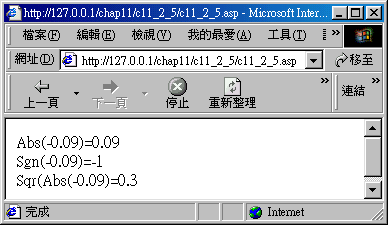 http://127.0.0.1/chap11/c11_2_5/c11_2_5.asp - Microsoft Inter...
檔案(F) 編輯(E) 檢視(V) 我的最愛(A) 工具(T) »
網址(D) http://127.0.0.1/chap11/c11_2_5/c11_2_5.asp 移至
上一頁 下一頁 停止 重新整理 » 連結 »
Abs(-0.09)=0.09
Sgn(-0.09)=-1
Sqr(Abs(-0.09)=0.3
完成 Internet